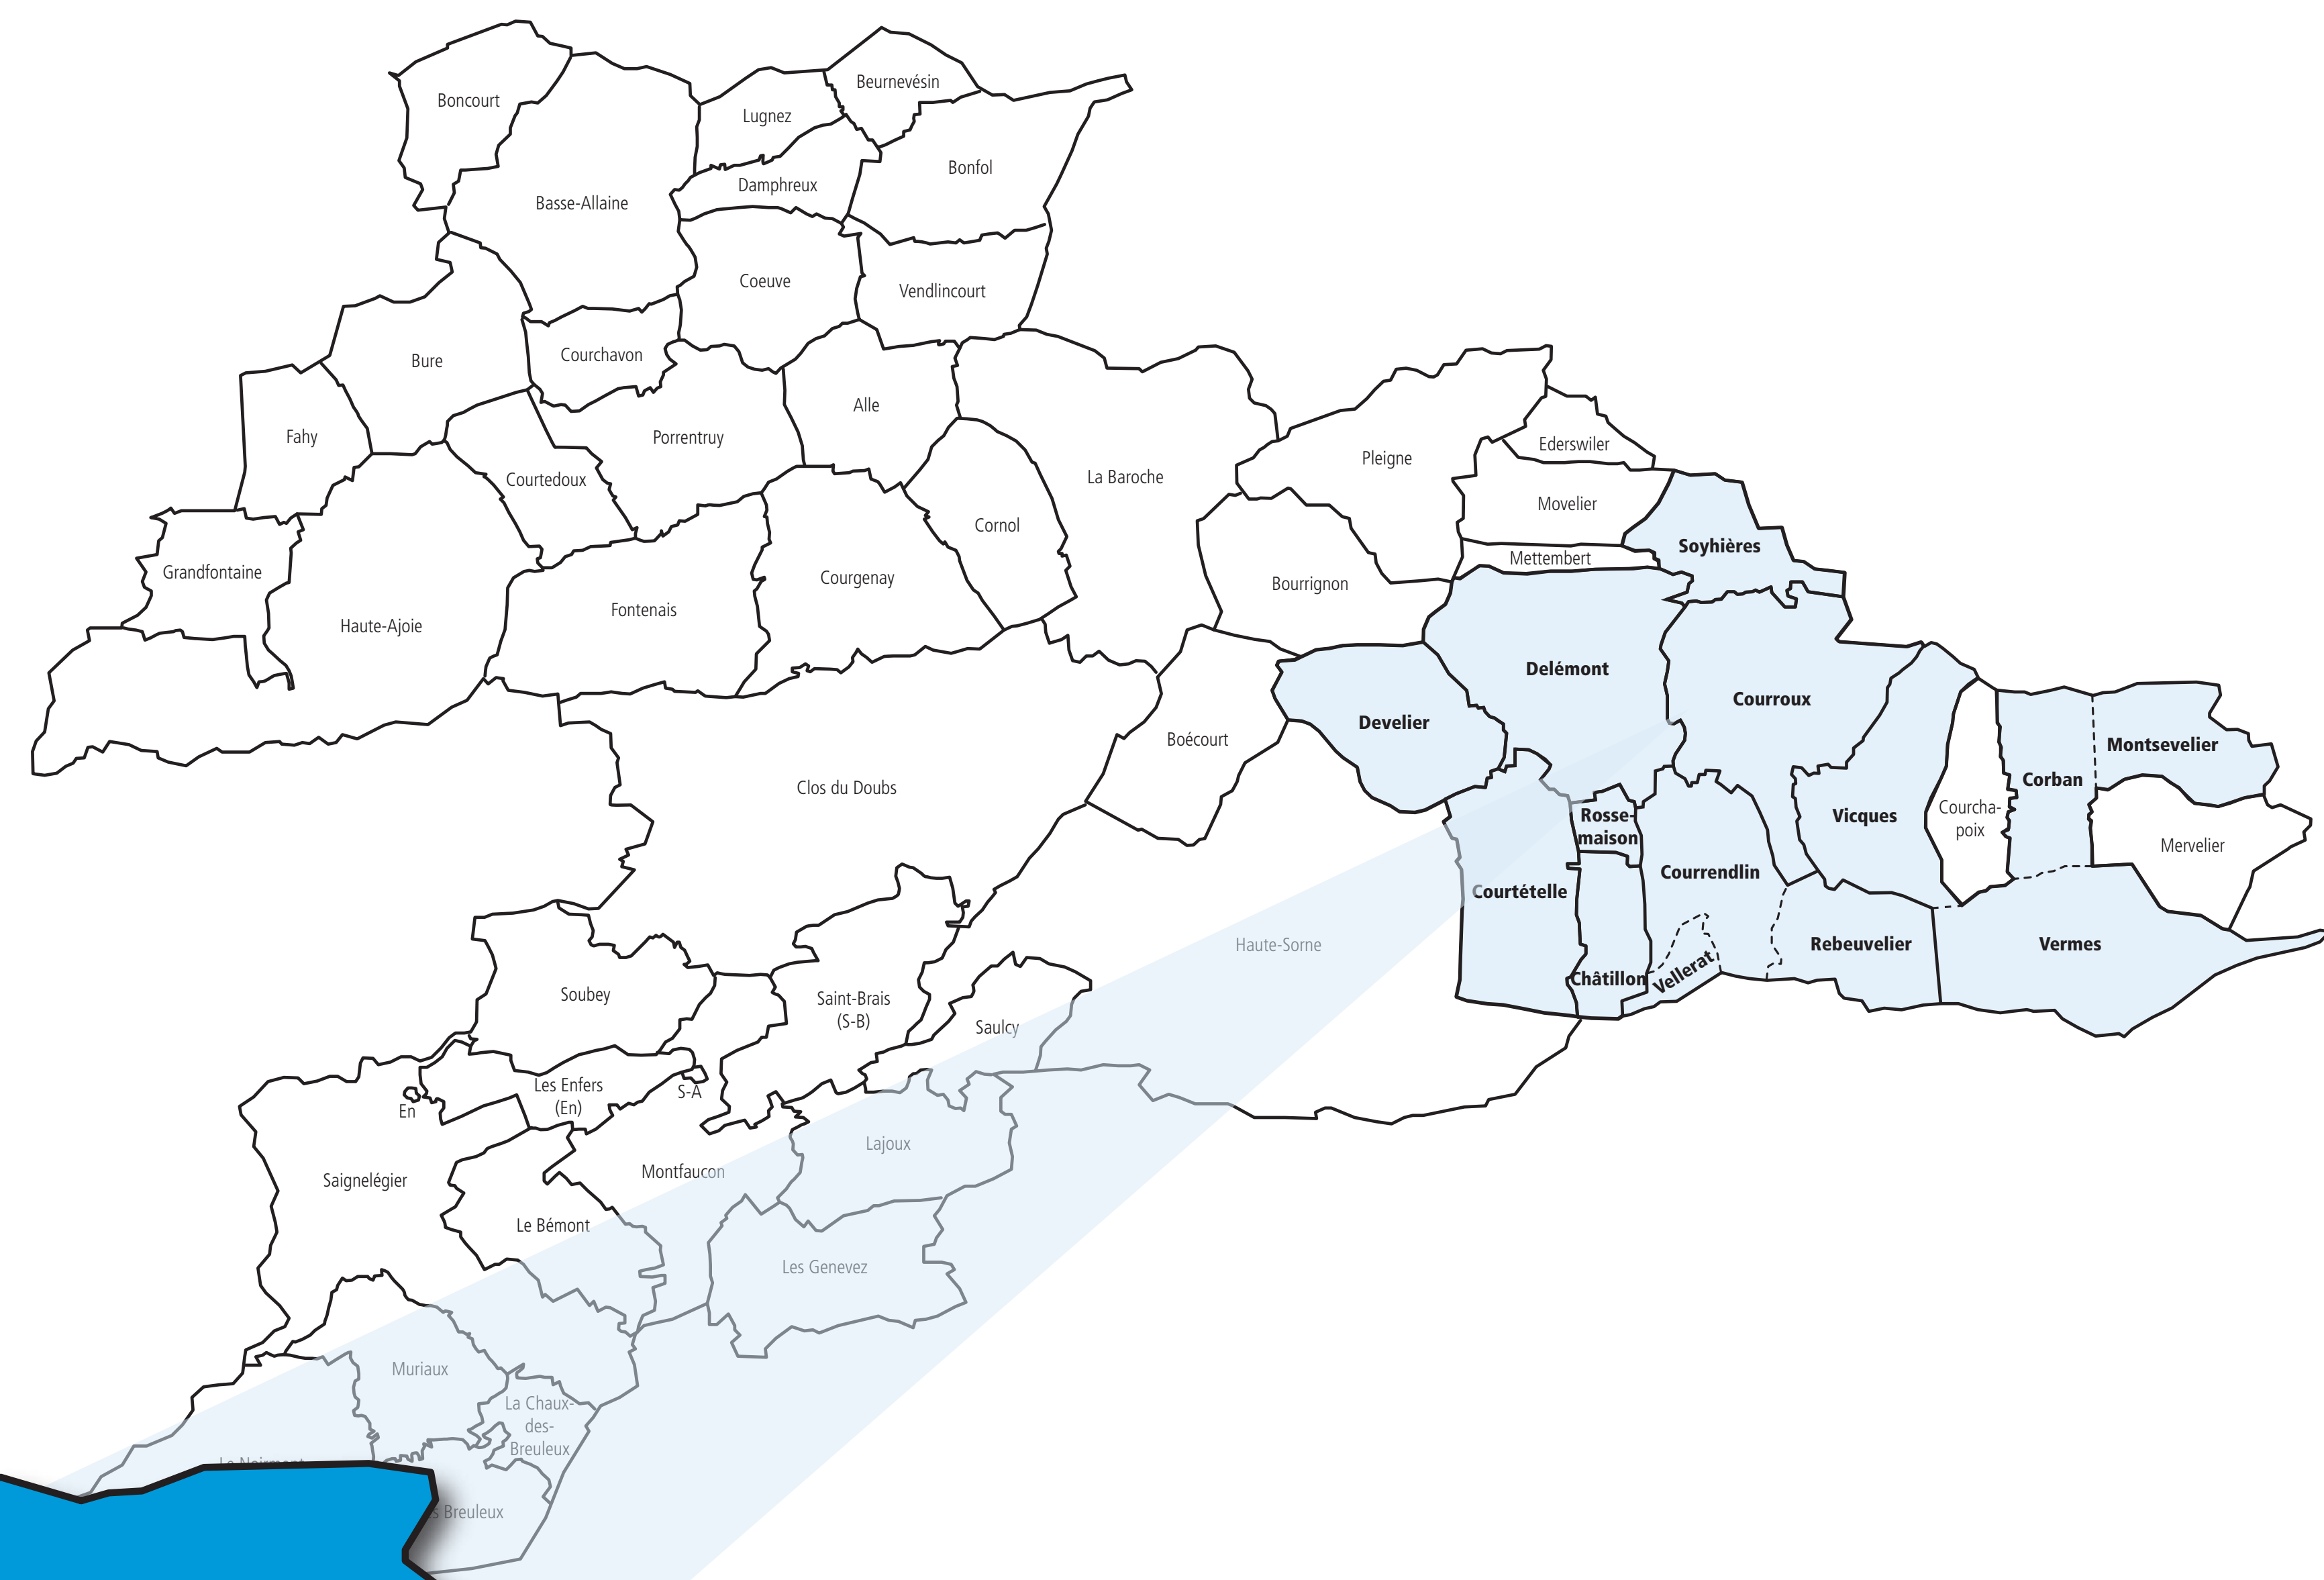 Boncourt
Beurnevésin
Lugnez
Bonfol
Damphreux
Basse-Allaine
Coeuve
Vendlincourt
Courchavon
Bure
Alle
Fahy
Porrentruy
Courtedoux
La Baroche
Pleigne
Ederswiler
Movelier
Cornol
Soyhières
Mettembert
Grandfontaine
Courgenay
Bourrignon
Fontenais
Haute-Ajoie
Delémont
Courroux
Develier
Boécourt
Montsevelier
Corban
Clos du Doubs
Courcha-
poix
Vicques
Rosse-
maison
Mervelier
Courrendlin
Courtételle
Haute-Sorne
Rebeuvelier
Vermes
Châtillon
Vellerat
Soubey
Saint-Brais
(S-B)
Saulcy
Les Enfers
(En)
S-A
En
Lajoux
Montfaucon
Saignelégier
Le Bémont
Les Genevez
Muriaux
La Chaux-
des-
Breuleux
Le Noirmont
s Breuleux